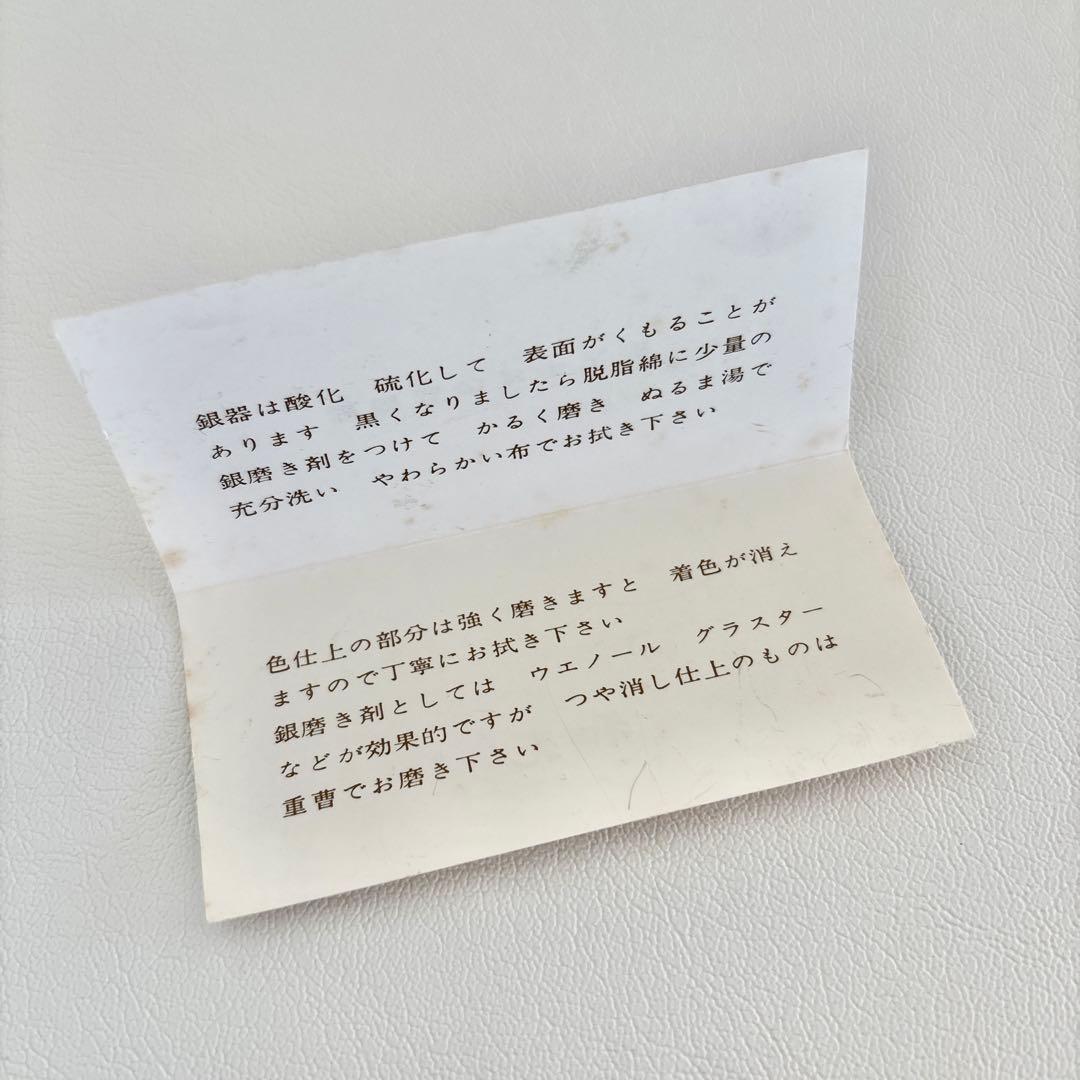 銀器は酸化　硫化して　表面がくもることが
あります　黒くなりましたら脱脂綿に少量の
銀磨き剤をつけて　かるく磨き　ぬるま湯で
充分洗い　やわらかい布でお拭き下さい
色仕上の部分は強く磨きますと　着色が消え
ますので丁寧にお拭き下さい
銀磨き剤としては　ウエノール　グラスター
などが効果的ですが　つや消し仕上のものは
重曹でお磨き下さい